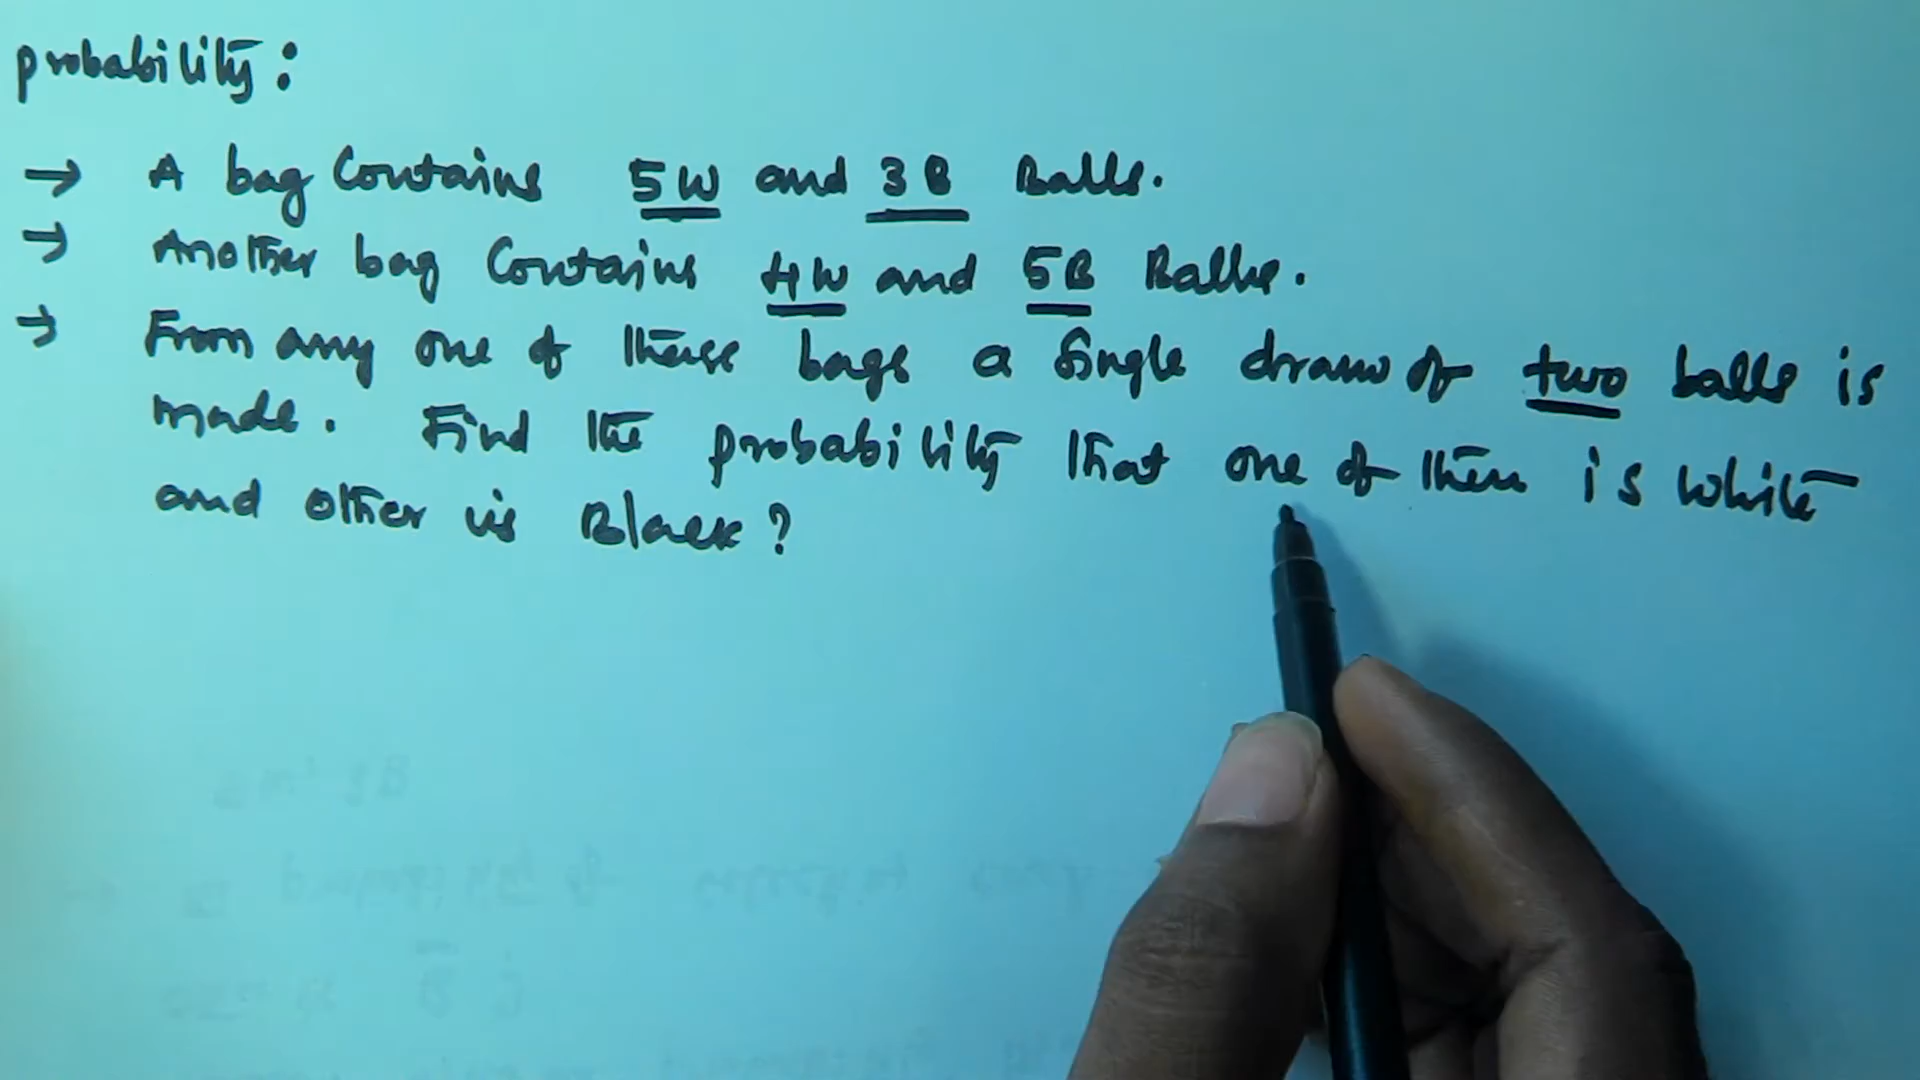 probability:
→ A bag Contains 5W and 3B Balls.
→ Another bag Contains 4W and 5B Balls.
→ From any one of these bags a single draw of two balls is
made. Find the probability that one of them is white
and other is Black?